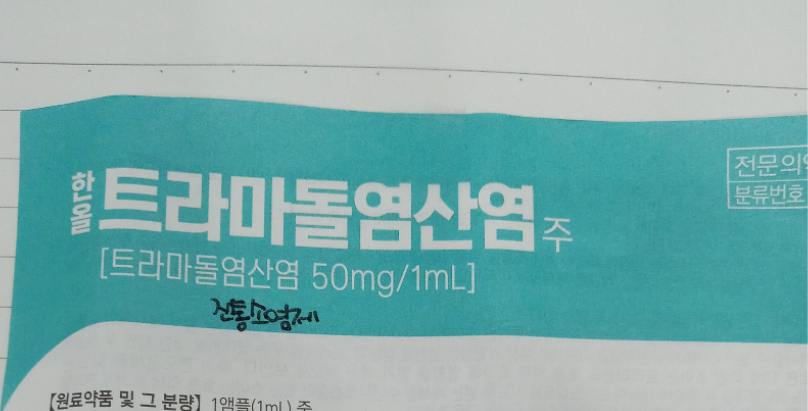 한올 트라마돌염산염 주
전문의약
분류번호
[트라마돌염산염 50mg/1mL]
진통소염제
【원료약품 및 그 분량】 1앰플(1mL) 중